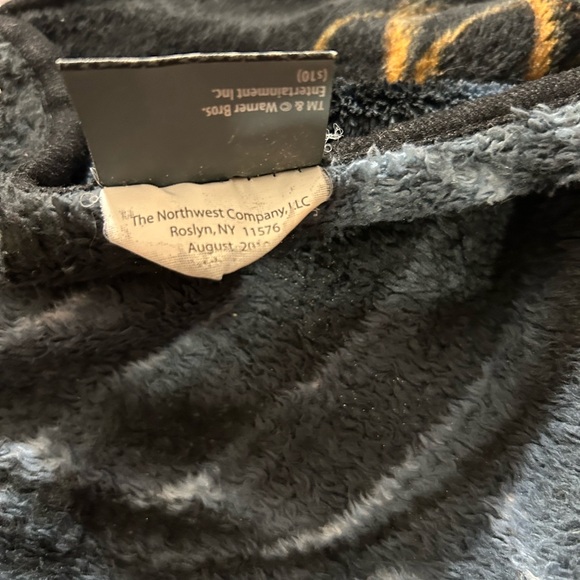 TM & © Warner Bros.
Entertainment Inc.
(s10)
The Northwest Company, LLC
Roslyn, NY 11576
August